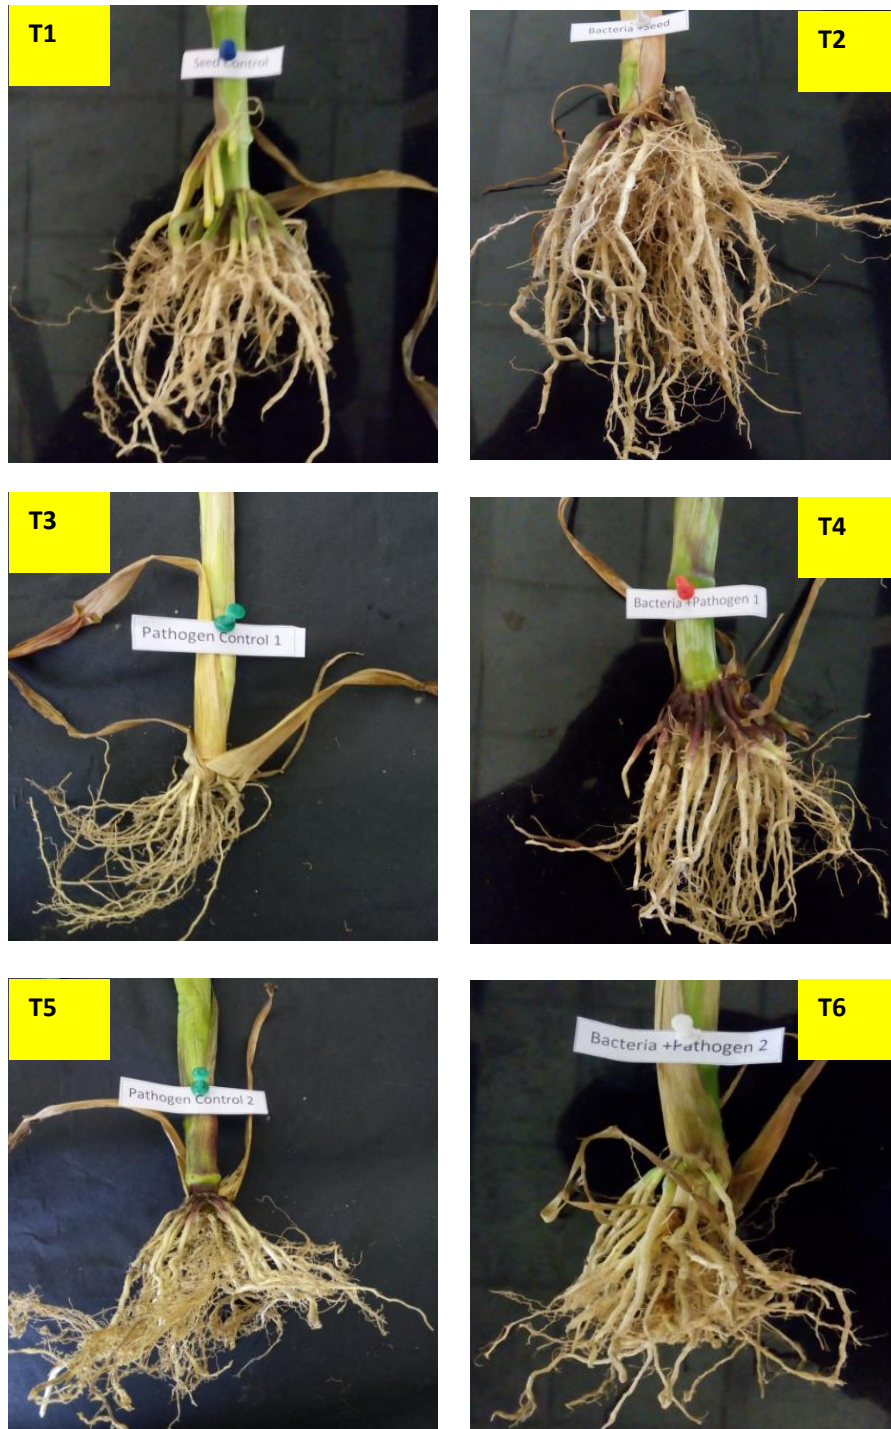 T1
Seed Control
T2
Bacteria +Seed
T3
Pathogen Control 1
T4
Bacteria +Pathogen 1
T5
Pathogen Control 2
T6
Bacteria +Pathogen 2